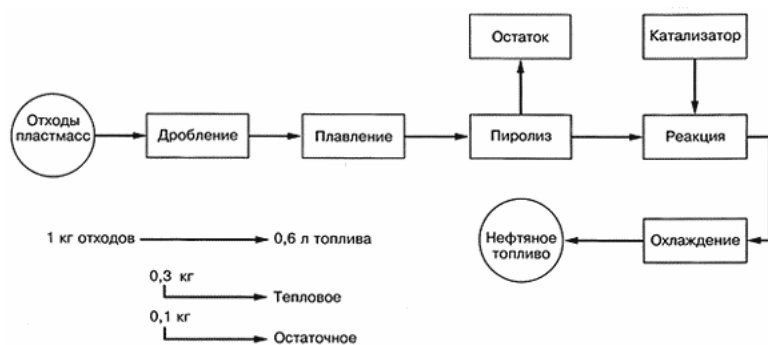 Остаток
Катализатор
Отходы
пластмасс
Дробление
Плавление
Пиролиз
Реакция
1 кг отходов
0,6 л топлива
Нефтяное
топливо
Охлаждение
0,3 кг
Тепловое
0,1 кг
Остаточное